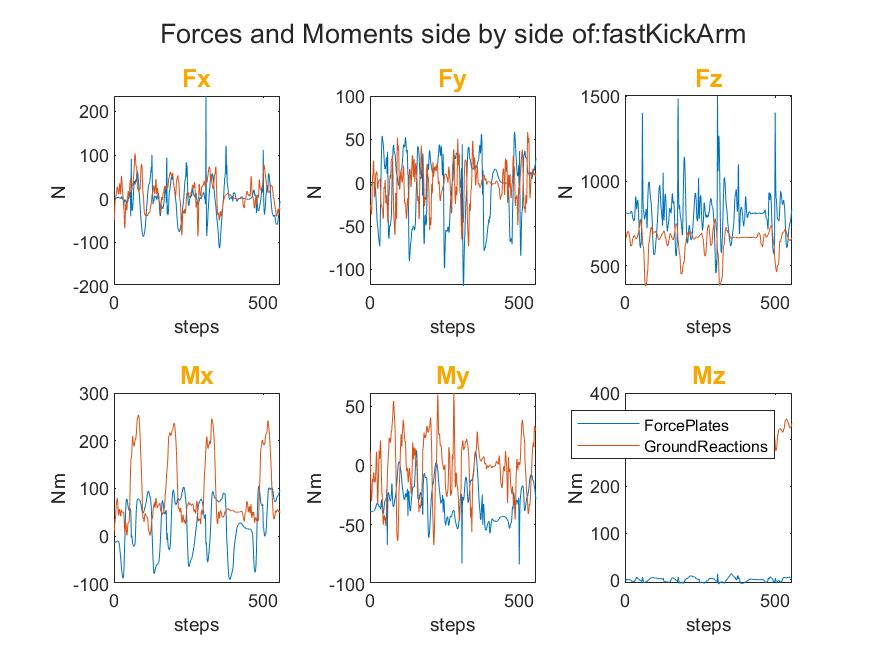 Forces and Moments side by side of:fastKickArm
Fx
Fy
Fz
200
100
0
-100
-200
N
0
500
steps
100
50
0
-50
-100
N
0
500
steps
1500
1000
500
N
0
500
steps
Mx
My
Mz
300
200
100
0
-100
Nm
0
500
steps
50
0
-50
-100
Nm
0
500
steps
400
200
100
0
Nm
0
500
steps
ForcePlates
GroundReactions